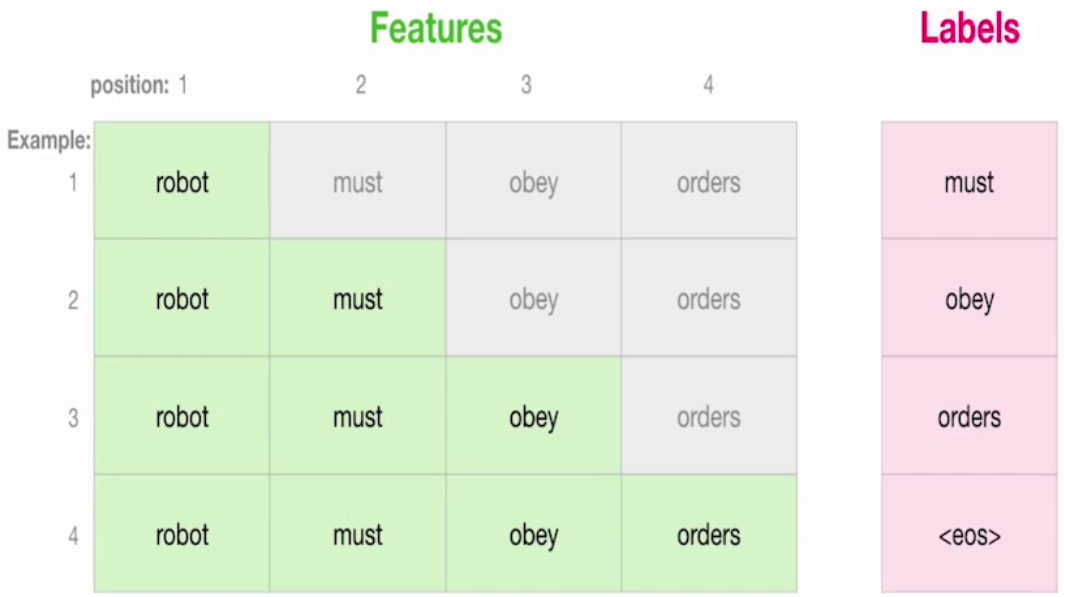 Features Labels
position: 1 2 3 4
Example:
1 robot must obey orders must
2 robot must obey orders obey
3 robot must obey orders orders
4 robot must obey orders <eos>